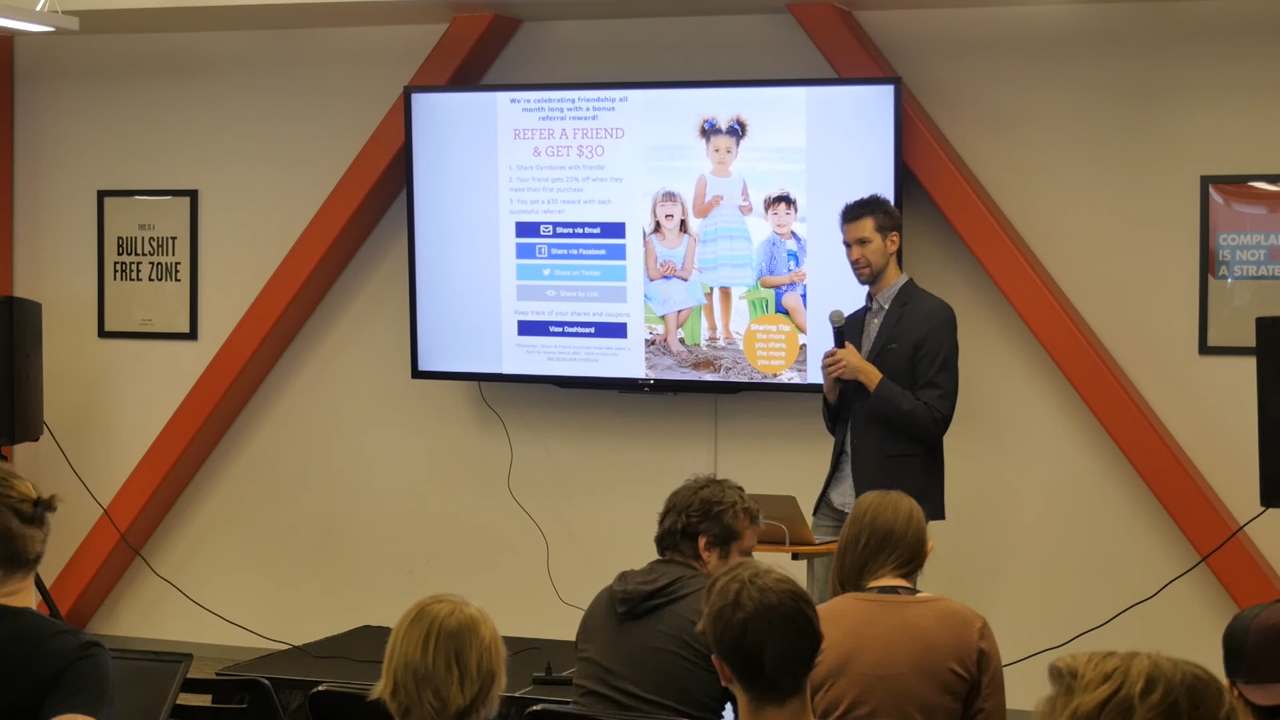 We're celebrating friendship all
month long with a bonus
referral reward!
REFER A FRIEND
& GET $30
1. Share Gymboree with friends!
2. Your friend gets 25% off when they
make their first purchase.
3. You get a $30 reward with each
successful referral!
Share via Email
Share via Facebook
Share on Twitter
Share by Link
Keep track of your shares and coupons
View Dashboard
Sharing Tip:
the more
you share,
the more
you earn
THIS IS A
BULLSHIT
FREE ZONE
COMPLAI
IS NOT
A STRATE